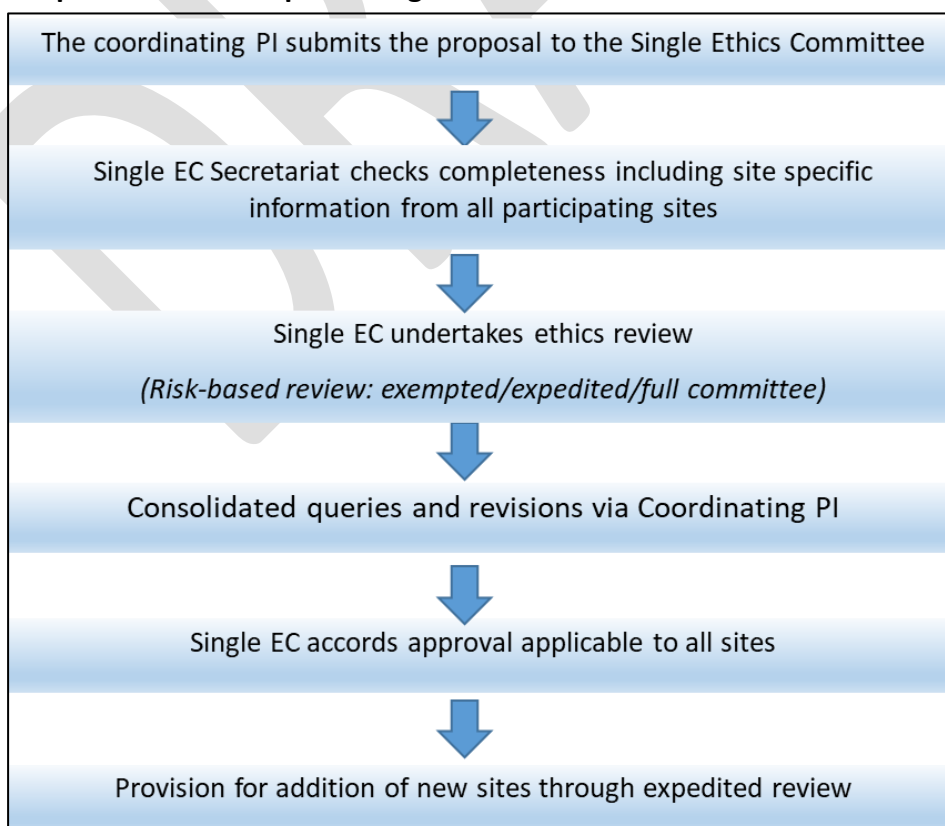 The coordinating PI submits the proposal to the Single Ethics Committee
Single EC Secretariat checks completeness including site specific
information from all participating sites
Single EC undertakes ethics review
(Risk-based review: exempted/expedited/full committee)
Consolidated queries and revisions via Coordinating PI
Single EC accords approval applicable to all sites
Provision for addition of new sites through expedited review